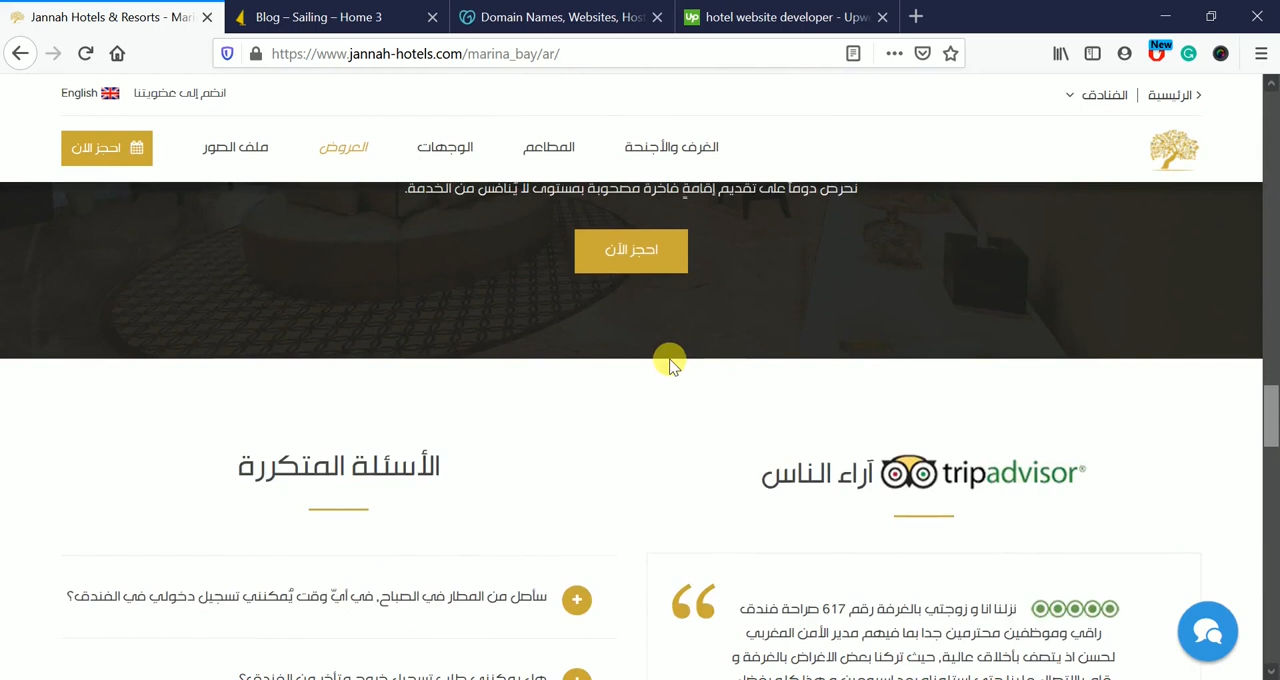 Jannah Hotels & Resorts - Mari
Blog – Sailing – Home 3
Domain Names, Websites, Hos
hotel website developer - Upw
https://www.jannah-hotels.com/marina_bay/ar/
New
English
انضم إلى عضويتنا
الرئيسية | الفنادق
احجز الآن
ملف الصور
العروض
الوجهات
المطاعم
الغرف والأجنحة
نحرص دوماً على تقديم إقامةٍ فاخرة مصحوبة بمستوى لا يُنافس من الخدمة.
احجز الآن
آراء الناس tripadvisor®
نزلنا انا و زوجتي بالغرفة رقم 617 صراحة فندق
راقي وموظفين محترمين جدا بما فيهم مدير الأمن المغربي
لحسن اذ يتصف بأخلاق عالية, حيث تركنا بعض الاغراض بالغرفة و
الأسئلة المتكررة
سأصل من المطار في الصباح. في أيّ وقت يُمكنني تسجيل دخولي في الفندق؟